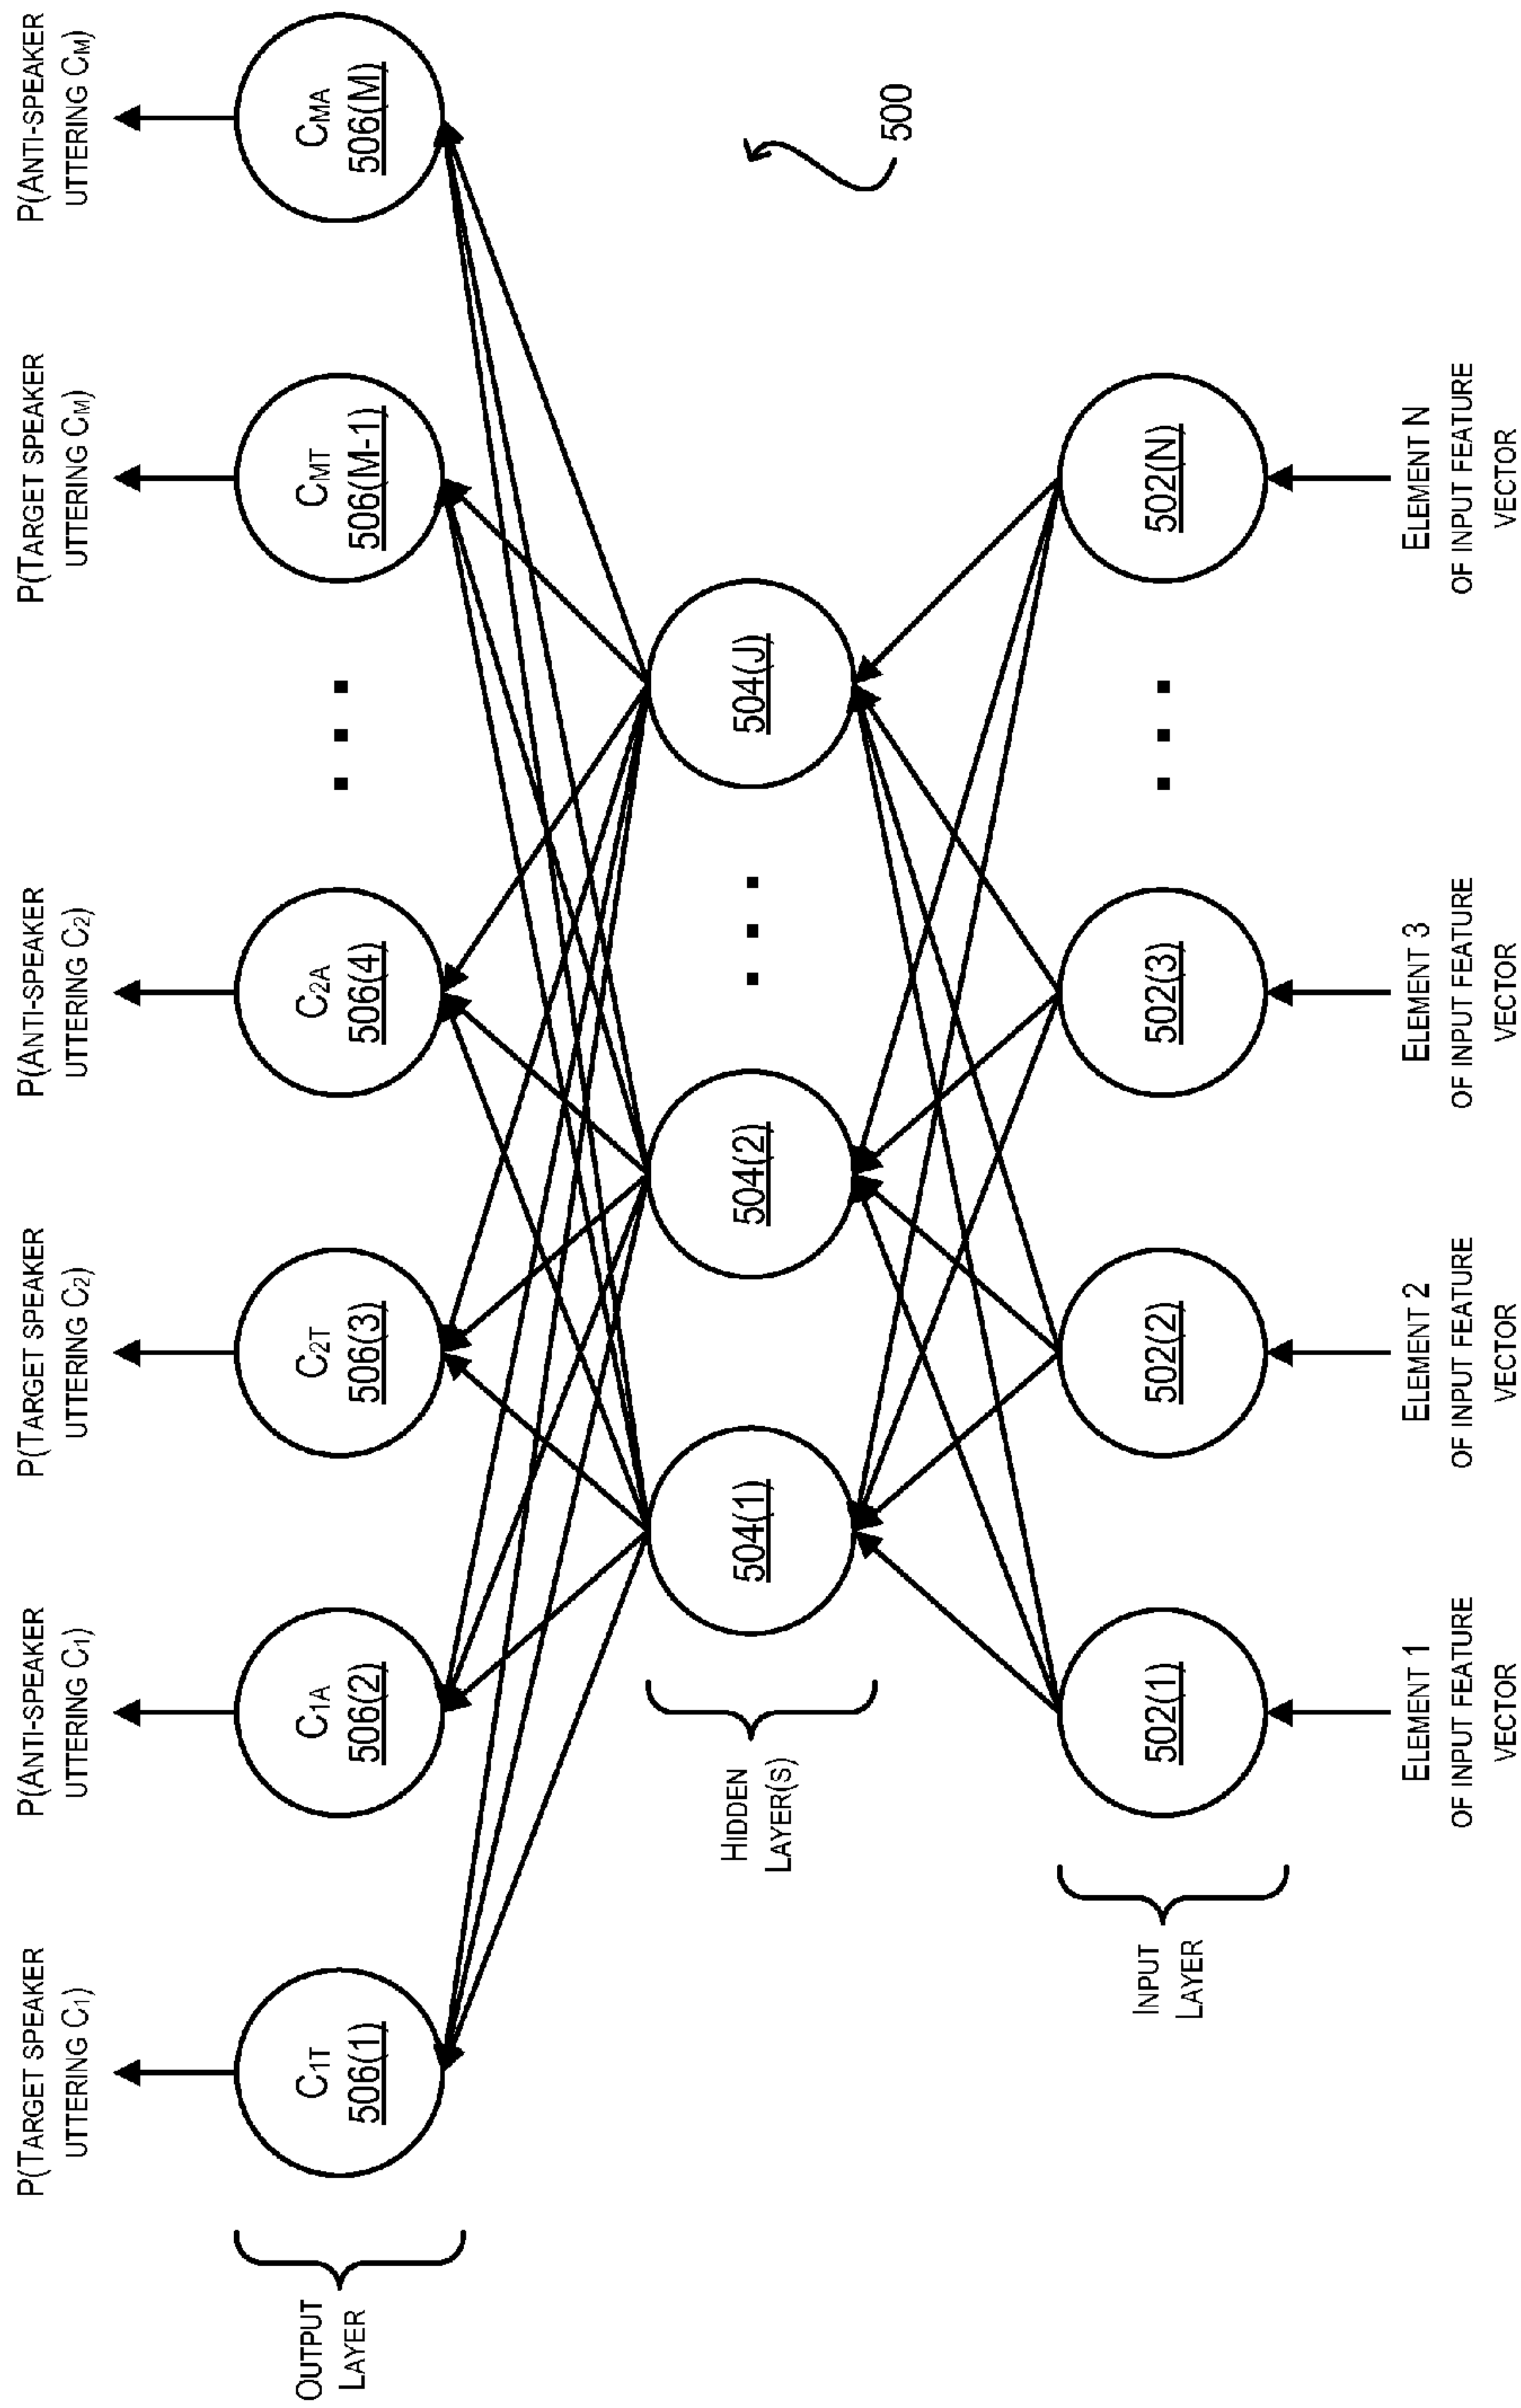 P(TARGET SPEAKER
UTTERING C1)
P(ANTI-SPEAKER
UTTERING C1)
P(TARGET SPEAKER
UTTERING C2)
P(ANTI-SPEAKER
UTTERING C2)
P(TARGET SPEAKER
UTTERING CM)
P(ANTI-SPEAKER
UTTERING CM)
OUTPUT
LAYER
C1T
506(1)
C1A
506(2)
C2T
506(3)
C2A
506(4)
. . .
CMT
506(M-1)
CMA
506(M)
HIDDEN
LAYER(S)
504(1)
504(2)
. . .
504(J)
500
INPUT
LAYER
502(1)
502(2)
502(3)
. . .
502(N)
ELEMENT 1
OF INPUT FEATURE
VECTOR
ELEMENT 2
OF INPUT FEATURE
VECTOR
ELEMENT 3
OF INPUT FEATURE
VECTOR
ELEMENT N
OF INPUT FEATURE
VECTOR